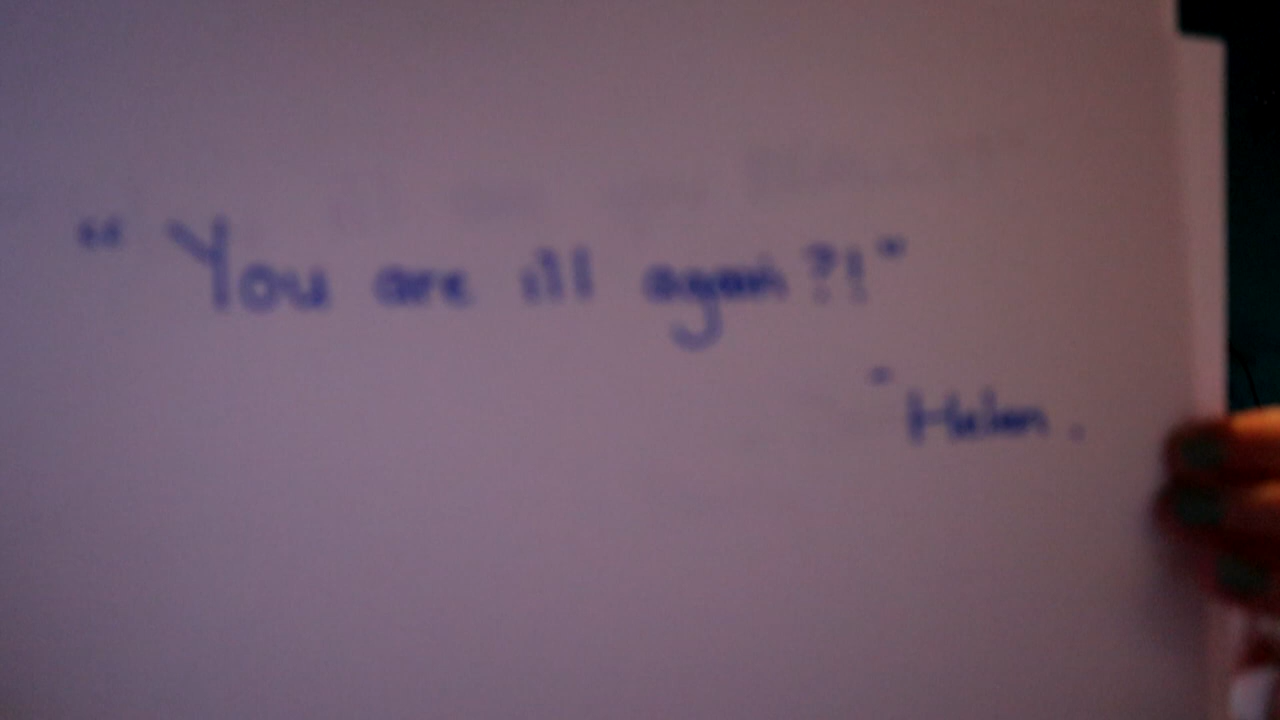 “ You are ill again?!”
- Helen.